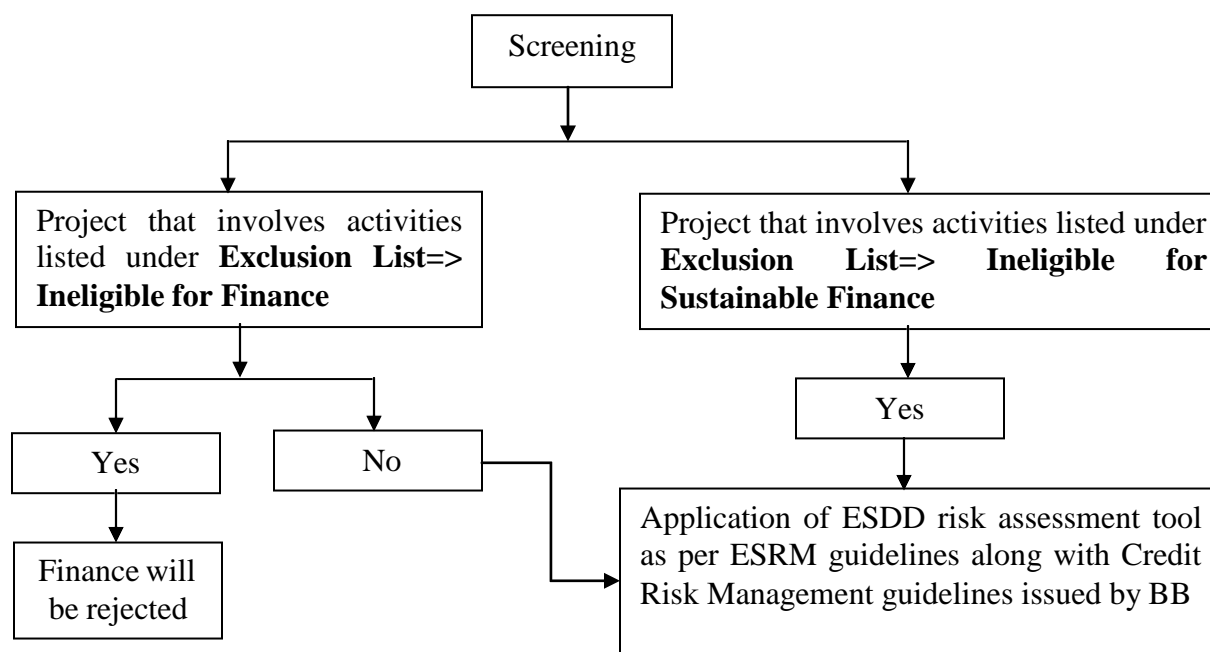 Screening
Project that involves activities
listed under Exclusion List=>
Ineligible for Finance
Project that involves activities listed under
Exclusion List=> Ineligible for
Sustainable Finance
Yes
No
Yes
Finance will
be rejected
Application of ESDD risk assessment tool
as per ESRM guidelines along with Credit
Risk Management guidelines issued by BB